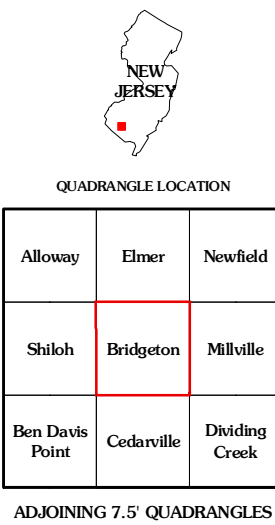 NEW
JERSEY
QUADRANGLE LOCATION
Alloway Elmer Newfield
Shiloh Bridgeton Millville
Ben Davis
Point
Cedarville
Dividing
Creek
ADJOINING 7.5' QUADRANGLES